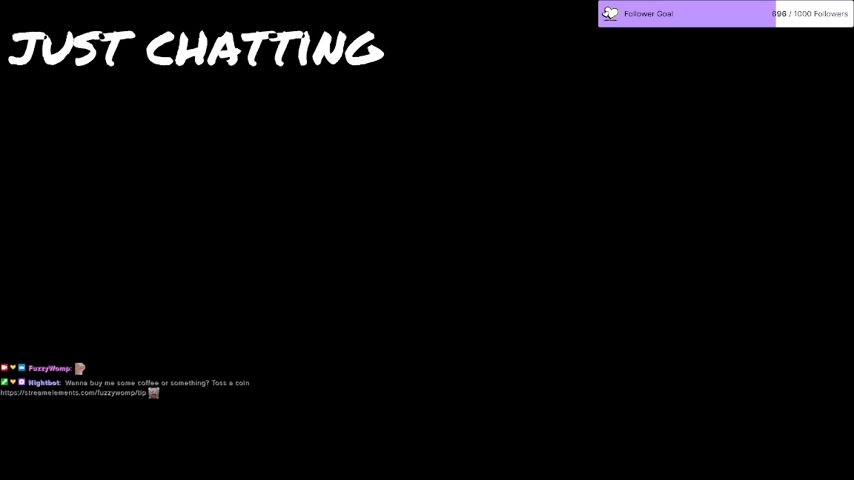 JUST CHATTING
Follower Goal
696 / 1000 Followers
FuzzyWomp:
Nightbot: Wanna buy me some coffee or something? Toss a coin
https://streamelements.com/fuzzywomp/tip